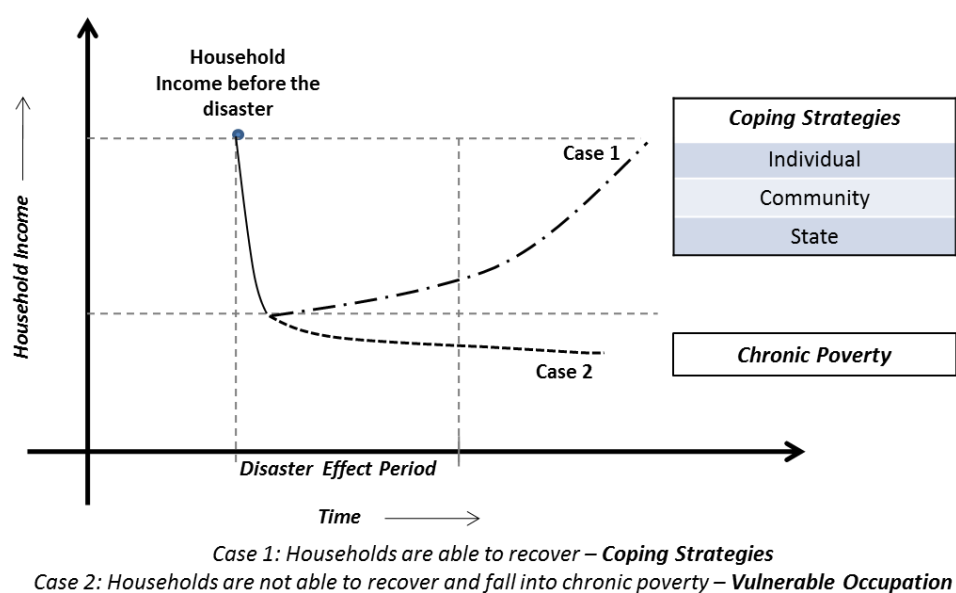 Household
Income before the
disaster
Household Income
Case 1
Case 2
Coping Strategies
Individual
Community
State
Chronic Poverty
Disaster Effect Period
Time
Case 1: Households are able to recover – Coping Strategies
Case 2: Households are not able to recover and fall into chronic poverty – Vulnerable Occupation